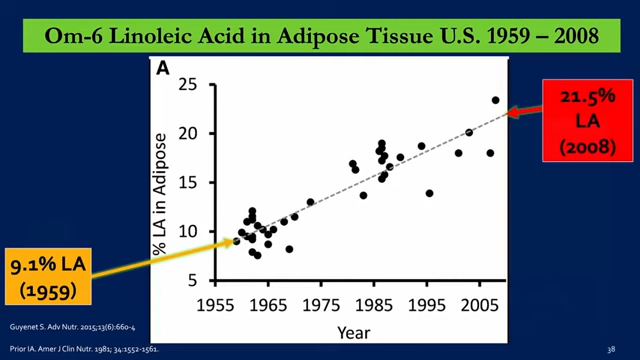 Om-6 Linoleic Acid in Adipose Tissue U.S. 1959 – 2008
A
25
20
15
10
5
% LA in Adipose
1955 1965 1975 1985 1995 2005
Year
21.5%
LA
(2008)
9.1% LA
(1959)
Guyenet S. Adv Nutr. 2015;13(6):660-4
Prior IA. Amer J Clin Nutr. 1981; 34:1552-1561.
38